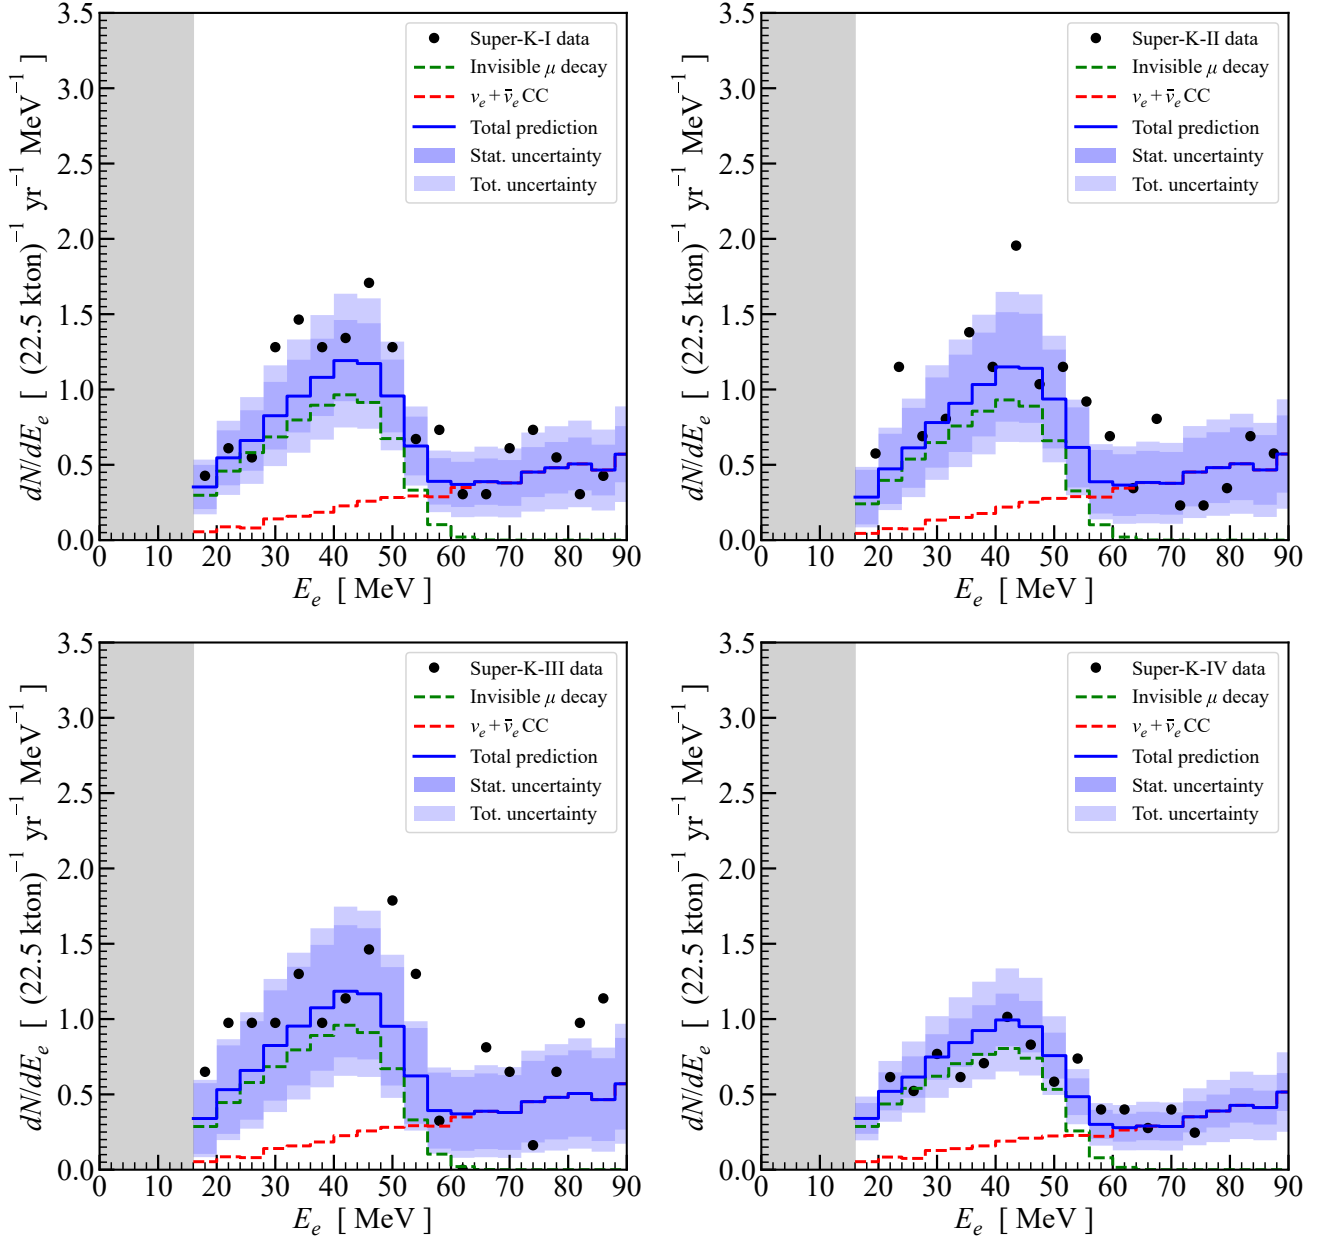 3.5
3.0
2.5
2.0
1.5
1.0
0.5
0.0
dN/dE_e [ (22.5 kton)⁻¹ yr⁻¹ MeV⁻¹ ]
Super-K-I data
Invisible μ decay
ν_e + ν̄_e CC
Total prediction
Stat. uncertainty
Tot. uncertainty
0 10 20 30 40 50 60 70 80 90
E_e [ MeV ]
3.5
3.0
2.5
2.0
1.5
1.0
0.5
0.0
dN/dE_e [ (22.5 kton)⁻¹ yr⁻¹ MeV⁻¹ ]
Super-K-II data
Invisible μ decay
ν_e + ν̄_e CC
Total prediction
Stat. uncertainty
Tot. uncertainty
0 10 20 30 40 50 60 70 80 90
E_e [ MeV ]
3.5
3.0
2.5
2.0
1.5
1.0
0.5
0.0
dN/dE_e [ (22.5 kton)⁻¹ yr⁻¹ MeV⁻¹ ]
Super-K-III data
Invisible μ decay
ν_e + ν̄_e CC
Total prediction
Stat. uncertainty
Tot. uncertainty
0 10 20 30 40 50 60 70 80 90
E_e [ MeV ]
3.5
3.0
2.5
2.0
1.5
1.0
0.5
0.0
dN/dE_e [ (22.5 kton)⁻¹ yr⁻¹ MeV⁻¹ ]
Super-K-IV data
Invisible μ decay
ν_e + ν̄_e CC
Total prediction
Stat. uncertainty
Tot. uncertainty
0 10 20 30 40 50 60 70 80 90
E_e [ MeV ]